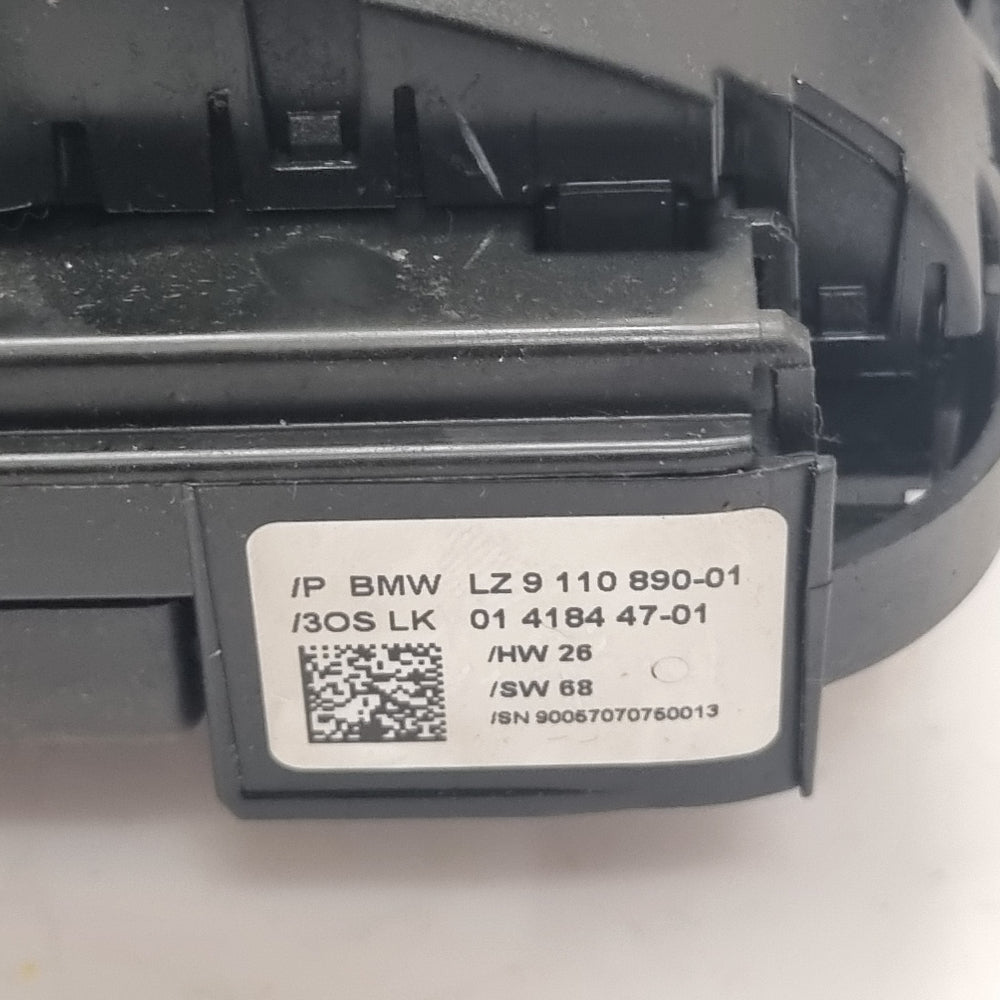 /P BMW LZ 9 110 890-01
/3OS LK 01 4184 47-01
/HW 26
/SW 68
/SN 90057070750013